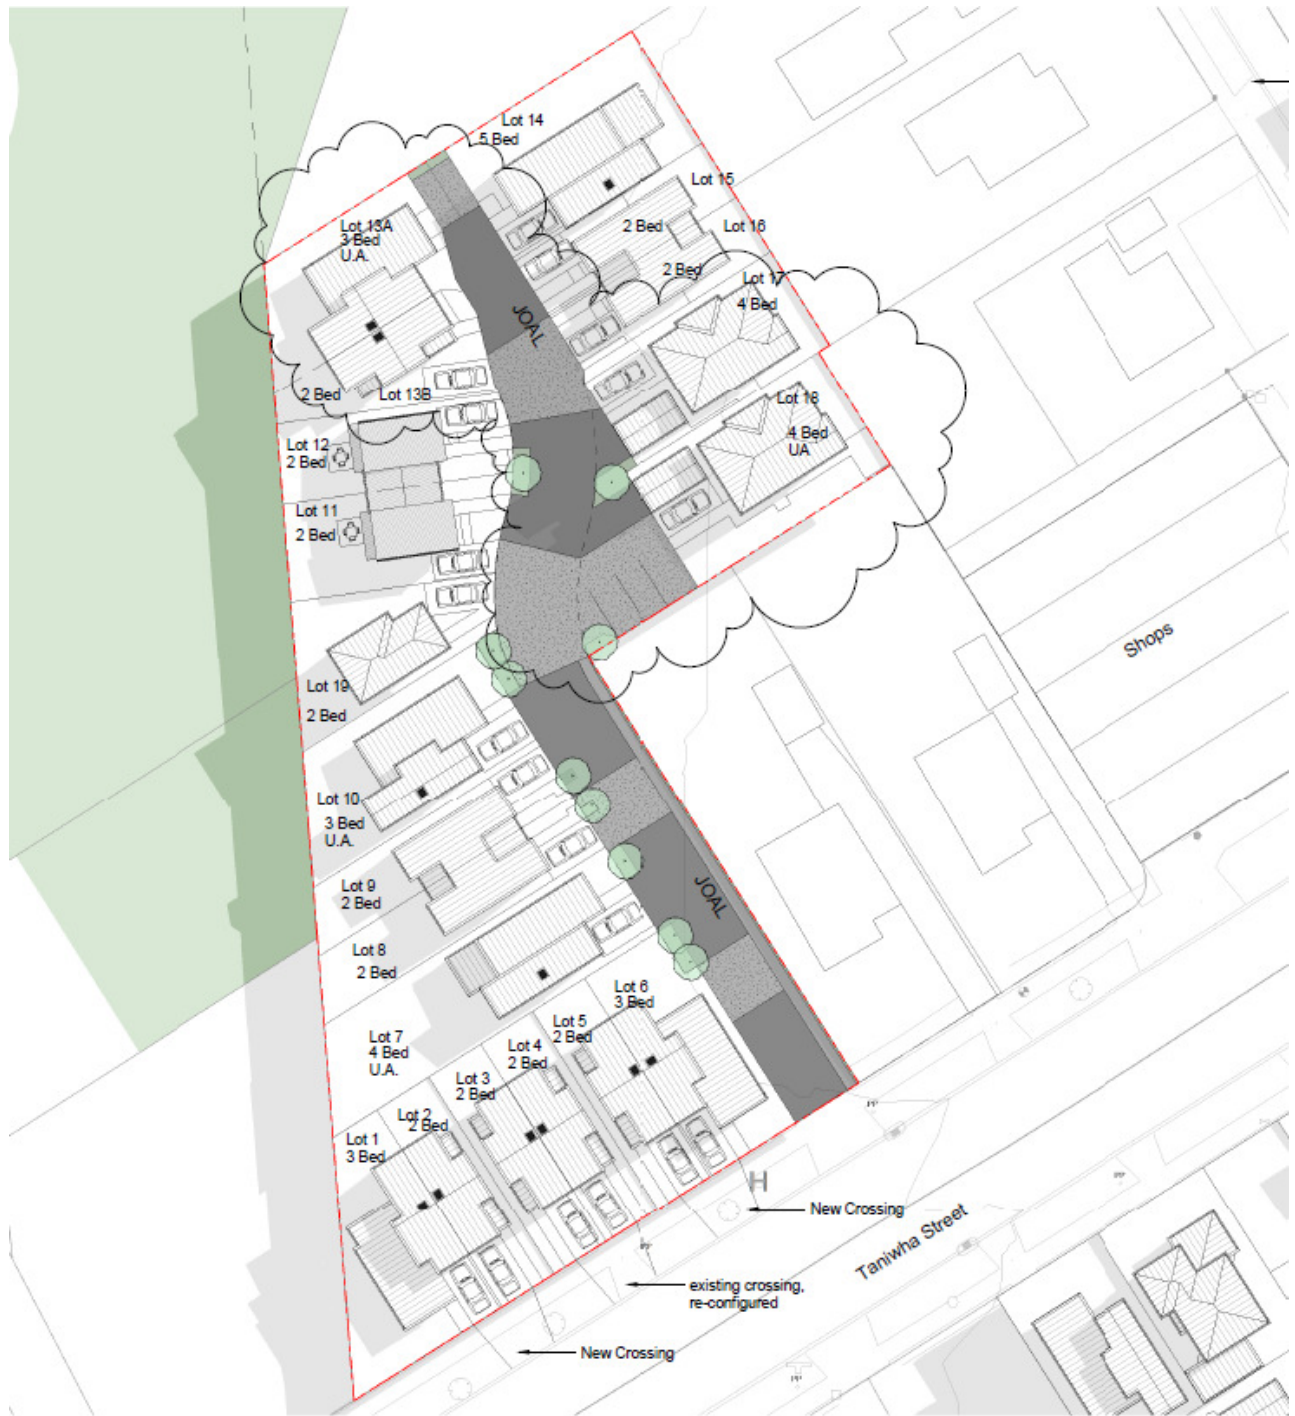 Lot 14
5 Bed
Lot 15
2 Bed
Lot 16
2 Bed
Lot 13A
3 Bed
U.A.
Lot 17
4 Bed
JOAL
2 Bed
Lot 13B
Lot 18
4 Bed
UA
Lot 12
2 Bed
Lot 11
2 Bed
Shops
Lot 19
2 Bed
Lot 10
3 Bed
U.A.
Lot 9
2 Bed
JOAL
Lot 8
2 Bed
Lot 7
4 Bed
U.A.
Lot 6
3 Bed
Lot 5
2 Bed
Lot 4
2 Bed
Lot 3
2 Bed
Lot 2
2 Bed
Lot 1
3 Bed
PP
PP
H
New Crossing
Taniwha Street
PP
existing crossing,
re-configured
New Crossing
PP